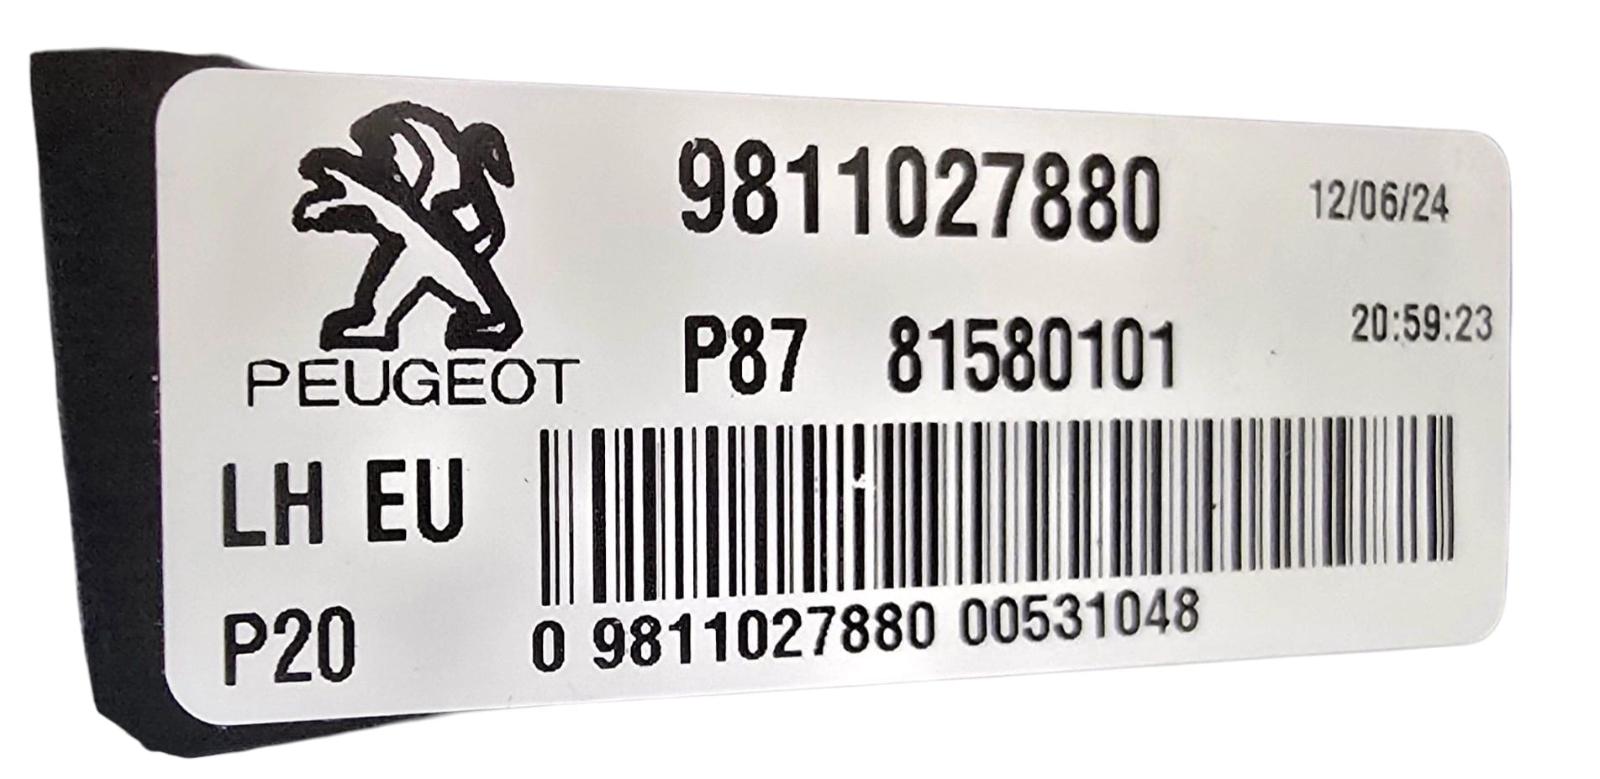 9811027880 12/06/24
P87 81580101 20:59:23
PEUGEOT
LH EU
P20
0 9811027880 00531048